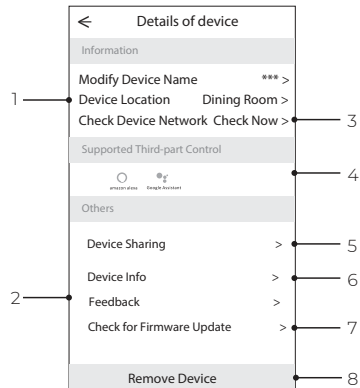 ← Details of device
Information
Modify Device Name *** >
1 Device Location Dining Room >
Check Device Network Check Now > 3
Supported Third-part Control
4
amazon alexa Google Assistant
Others
Device Sharing > 5
Device Info > 6
2 Feedback >
Check for Firmware Update > 7
Remove Device 8